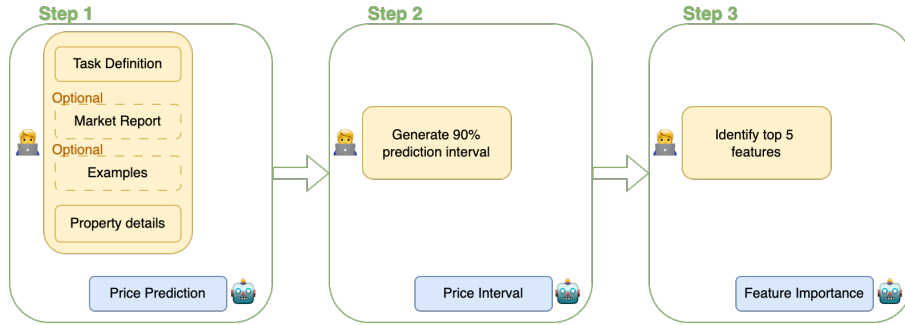 Step 1
Task Definition
Optional
Market Report
Optional
Examples
Property details
Price Prediction
Step 2
Generate 90%
prediction interval
Price Interval
Step 3
Identify top 5
features
Feature Importance